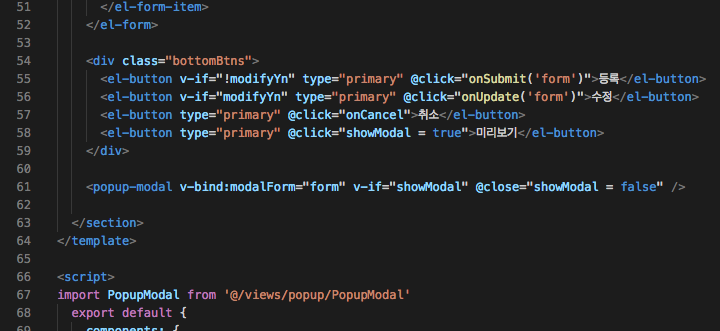 51 </el-form-item>
52 </el-form>
53
54 <div class="bottomBtns">
55 <el-button v-if="!modifyYn" type="primary" @click="onSubmit('form')">등록</el-button>
56 <el-button v-if="modifyYn" type="primary" @click="onUpdate('form')">수정</el-button>
57 <el-button type="primary" @click="onCancel">취소</el-button>
58 <el-button type="primary" @click="showModal = true">미리보기</el-button>
59 </div>
60
61 <popup-modal v-bind:modalForm="form" v-if="showModal" @close="showModal = false" />
62
63 </section>
64 </template>
65
66 <script>
67 import PopupModal from '@/views/popup/PopupModal'
68 export default {
69 components: {